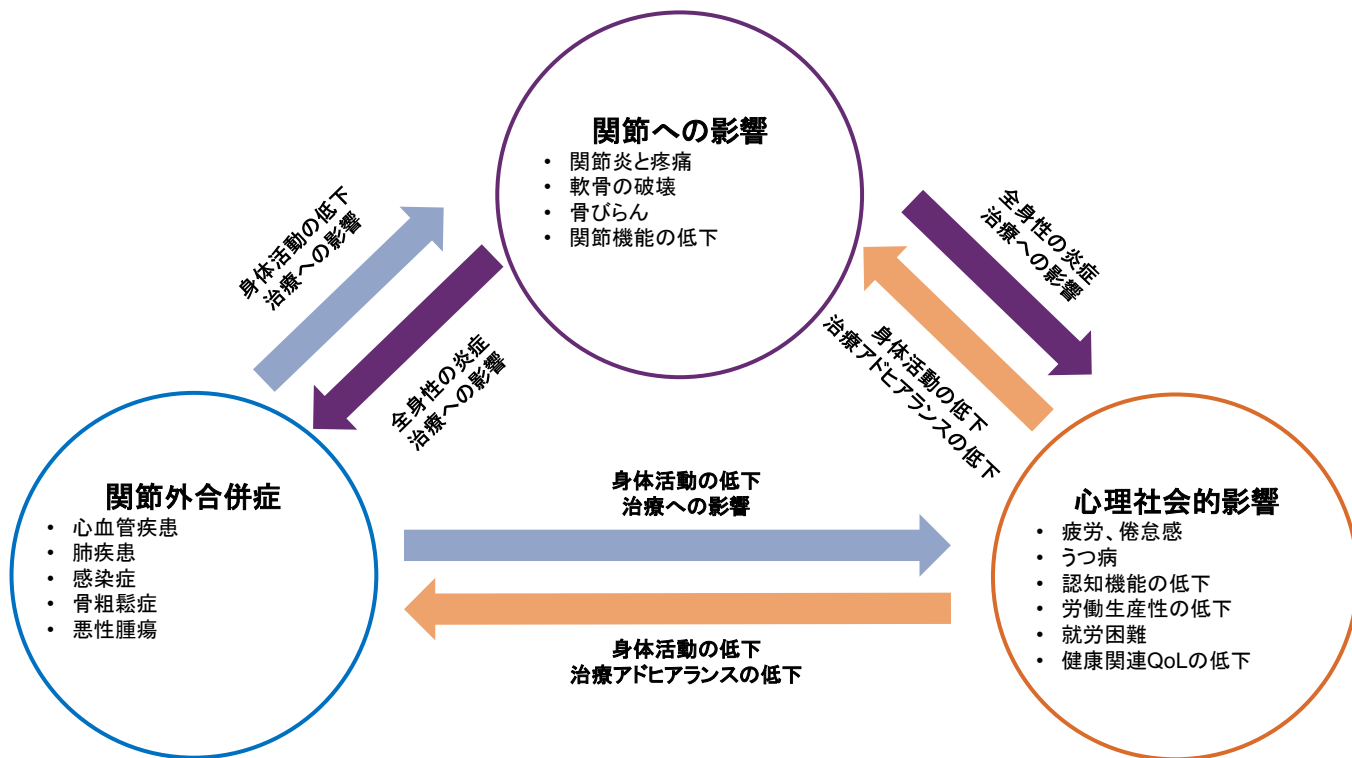 関節への影響
• 関節炎と疼痛
• 軟骨の破壊
• 骨びらん
• 関節機能の低下
身体活動の低下
治療への影響
全身性の炎症
治療への影響
全身性の炎症
治療への影響
身体活動の低下
治療アドヒアランスの低下
関節外合併症
• 心血管疾患
• 肺疾患
• 感染症
• 骨粗鬆症
• 悪性腫瘍
身体活動の低下
治療への影響
身体活動の低下
治療アドヒアランスの低下
心理社会的影響
• 疲労、倦怠感
• うつ病
• 認知機能の低下
• 労働生産性の低下
• 就労困難
• 健康関連QoLの低下